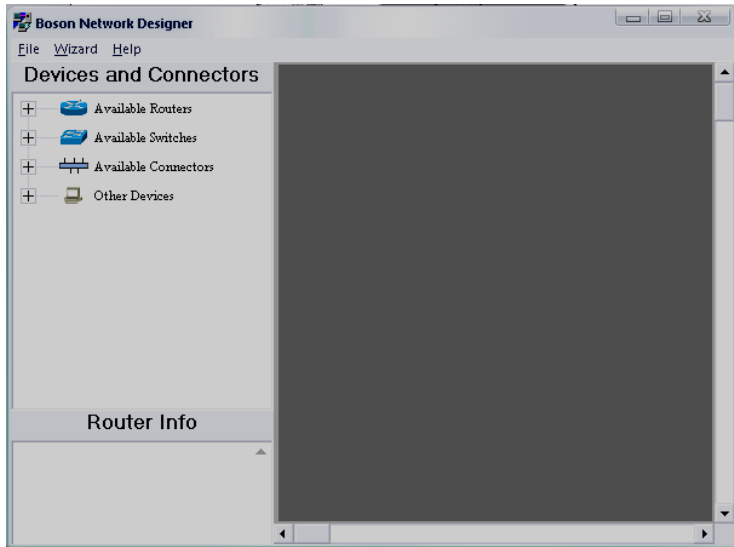 Boson Network Designer
File Wizard Help
Devices and Connectors
Available Routers
Available Switches
Available Connectors
Other Devices
Router Info